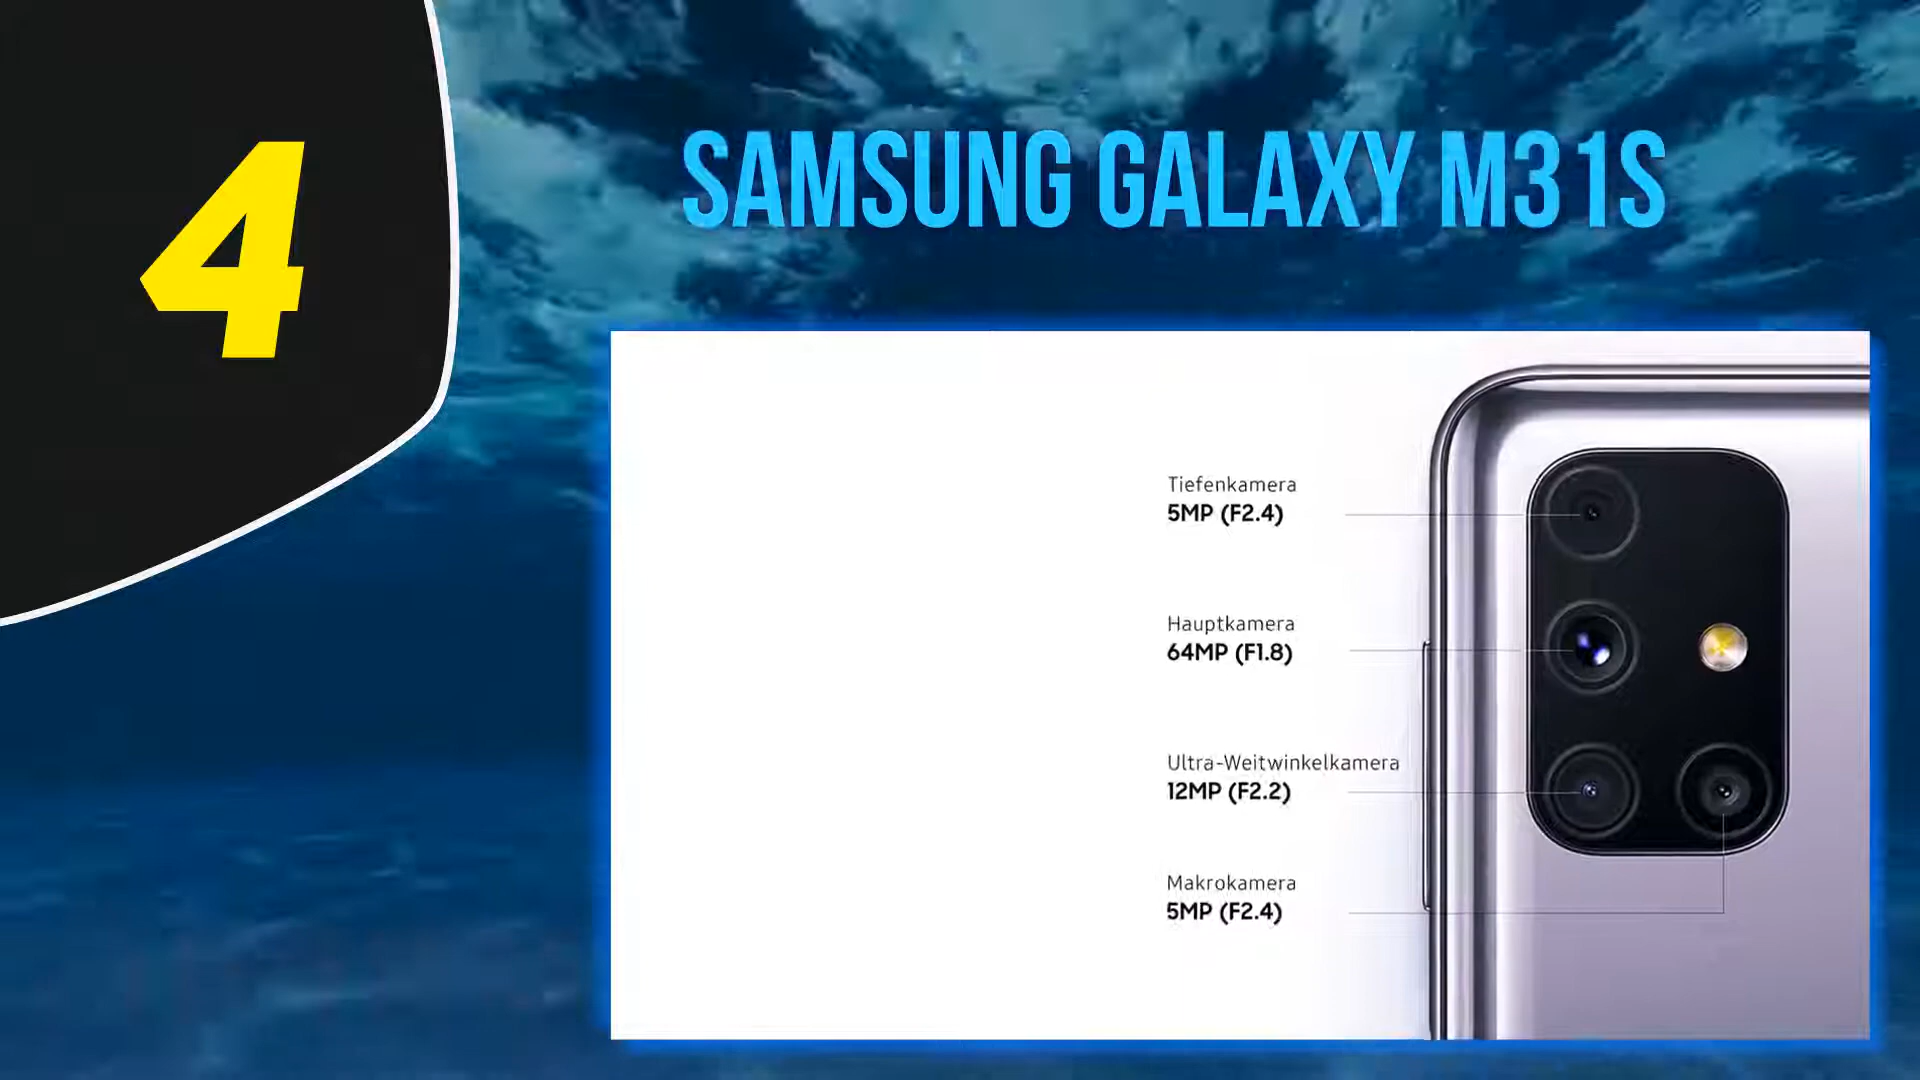 4
SAMSUNG GALAXY M31S
Tiefenkamera
5MP (F2.4)
Hauptkamera
64MP (F1.8)
Ultra-Weitwinkelkamera
12MP (F2.2)
Makrokamera
5MP (F2.4)